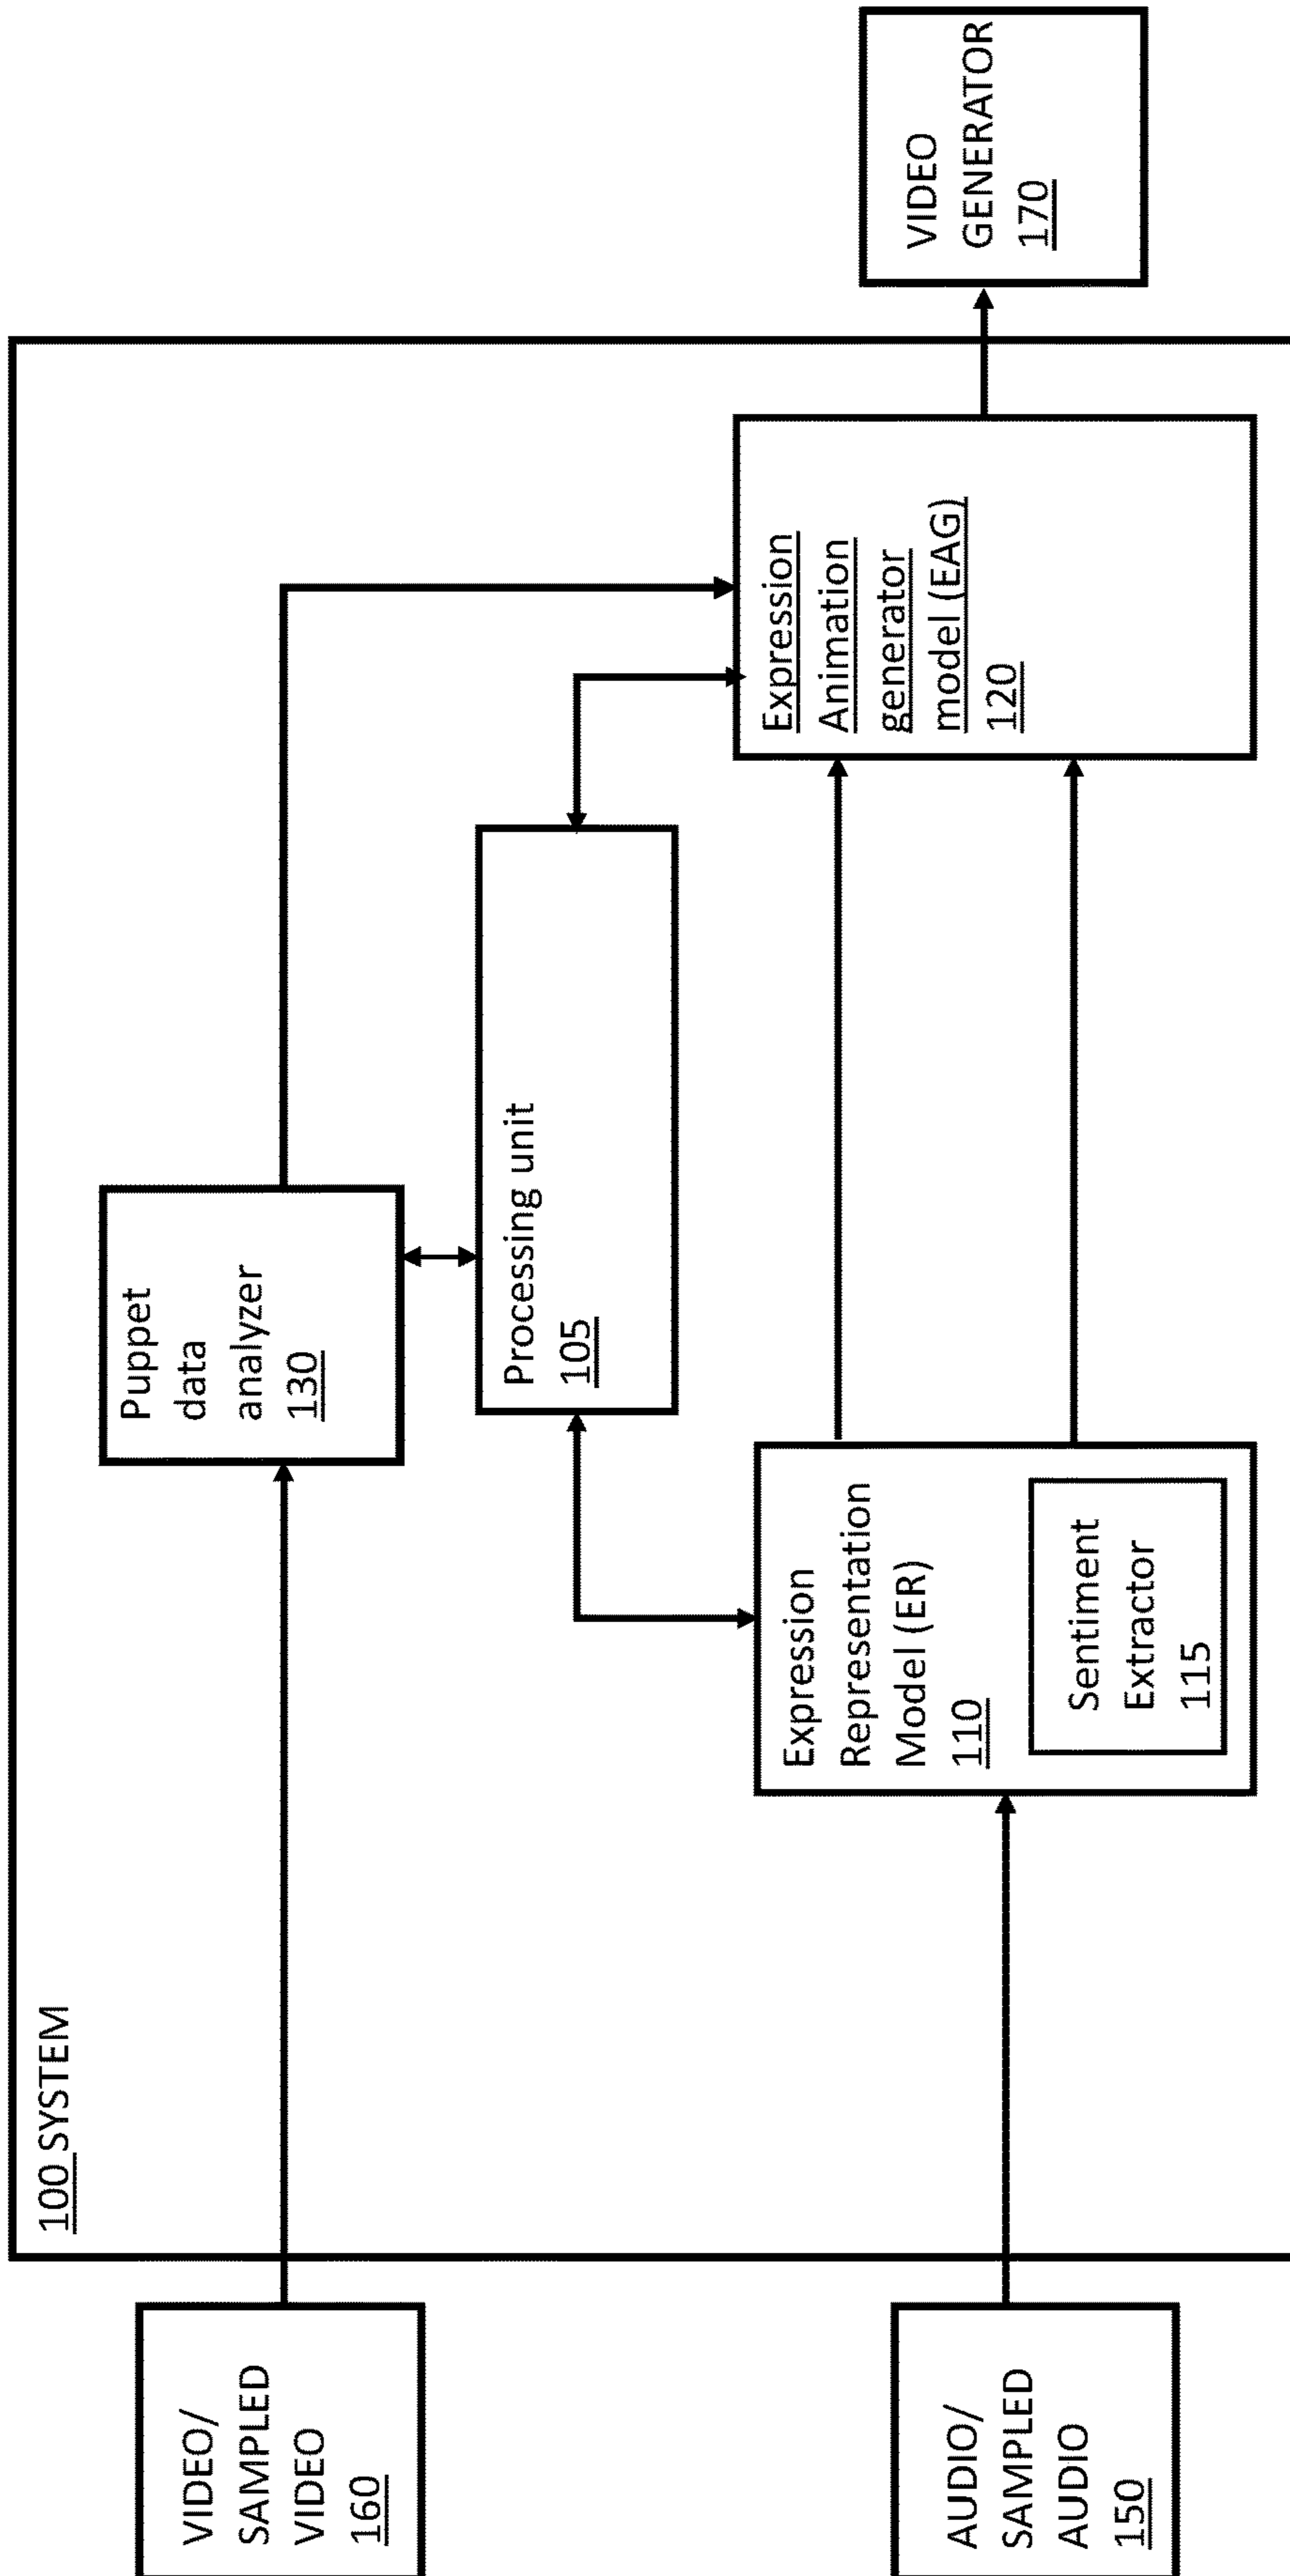 100 SYSTEM
VIDEO/
SAMPLED
VIDEO
160
Puppet
data
analyzer
130
Processing unit
105
AUDIO/
SAMPLED
AUDIO
150
Expression
Representation
Model (ER)
110
Sentiment
Extractor
115
Expression
Animation
generator
model (EAG)
120
VIDEO
GENERATOR
170